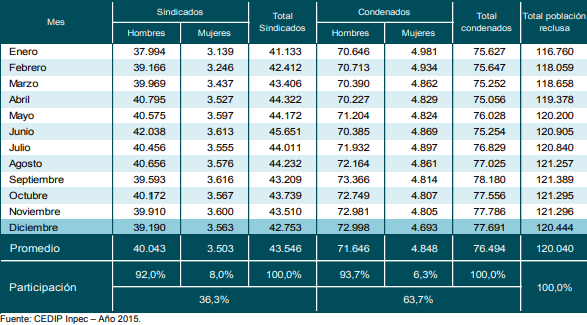 Mes Sindicados Total Sindicados Condenados Total condenados Total población reclusa
Hombres Mujeres Hombres Mujeres
Enero 37.994 3.139 41.133 70.646 4.981 75.627 116.760
Febrero 39.166 3.246 42.412 70.713 4.934 75.647 118.059
Marzo 39.969 3.437 43.406 70.390 4.862 75.252 118.658
Abril 40.795 3.527 44.322 70.227 4.829 75.056 119.378
Mayo 40.575 3.597 44.172 71.204 4.824 76.028 120.200
Junio 42.038 3.613 45.651 70.385 4.869 75.254 120.905
Julio 40.456 3.555 44.011 71.932 4.897 76.829 120.840
Agosto 40.656 3.576 44.232 72.164 4.861 77.025 121.257
Septiembre 39.593 3.616 43.209 73.366 4.814 78.180 121.389
Octubre 40.172 3.567 43.739 72.749 4.807 77.556 121.295
Noviembre 39.910 3.600 43.510 72.981 4.805 77.786 121.296
Diciembre 39.190 3.563 42.753 72.998 4.693 77.691 120.444
Promedio 40.043 3.503 43.546 71.646 4.848 76.494 120.040
Participación 92,0% 8,0% 100,0% 93,7% 6,3% 100,0% 100,0%
36,3% 63,7%
Fuente: CEDIP Inpec – Año 2015.